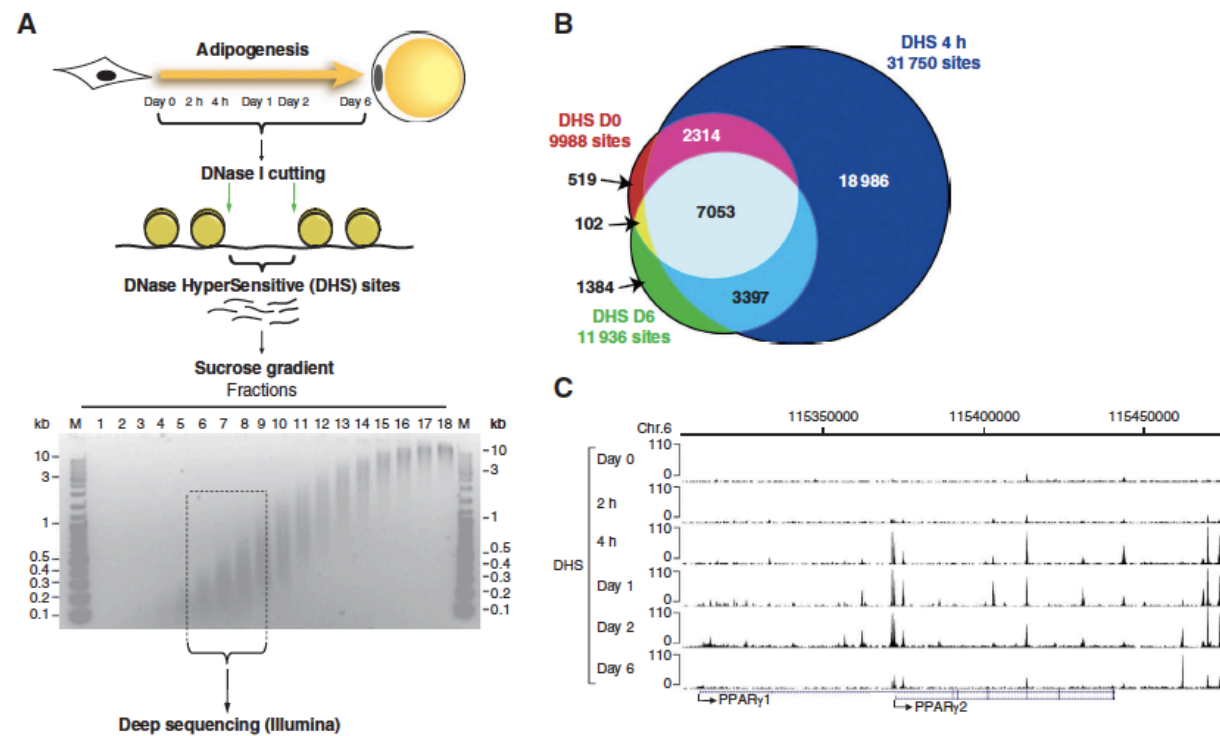 A
Adipogenesis
Day 0 2 h 4 h Day 1 Day 2 Day 6
DNase I cutting
DNase HyperSensitive (DHS) sites
Sucrose gradient
Fractions
kb M 1 2 3 4 5 6 7 8 9 10 11 12 13 14 15 16 17 18 M kb
10
3
1
0.5
0.4
0.3
0.2
0.1
10
3
1
0.5
0.4
0.3
0.2
0.1
Deep sequencing (Illumina)
B
DHS 4 h
31 750 sites
DHS D0
9988 sites
2314
519
18 986
7053
102
1384
3397
DHS D6
11 936 sites
C
115350000 115400000 115450000
Chr.6
DHS
110
Day 0
0
110
2 h
0
110
4 h
0
110
Day 1
0
110
Day 2
0
110
Day 6
0
PPARγ1
PPARγ2